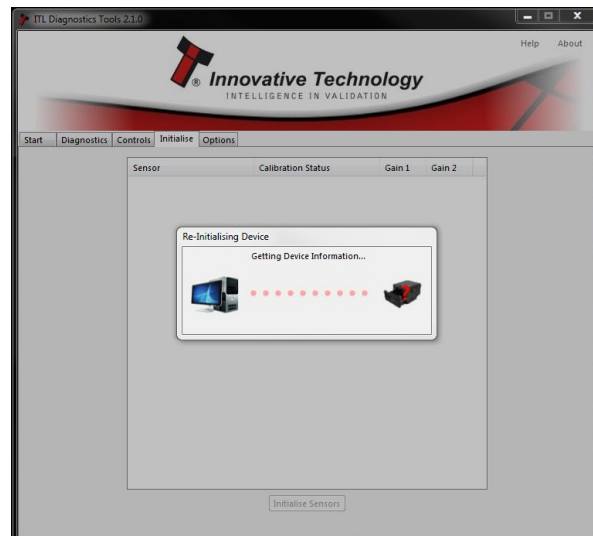 ITL Diagnostics Tools 2.1.0
Help About
® Innovative Technology
INTELLIGENCE IN VALIDATION
Start Diagnostics Controls Initialise Options
Sensor Calibration Status Gain 1 Gain 2
Re-Initialising Device
Getting Device Information...
Initialise Sensors